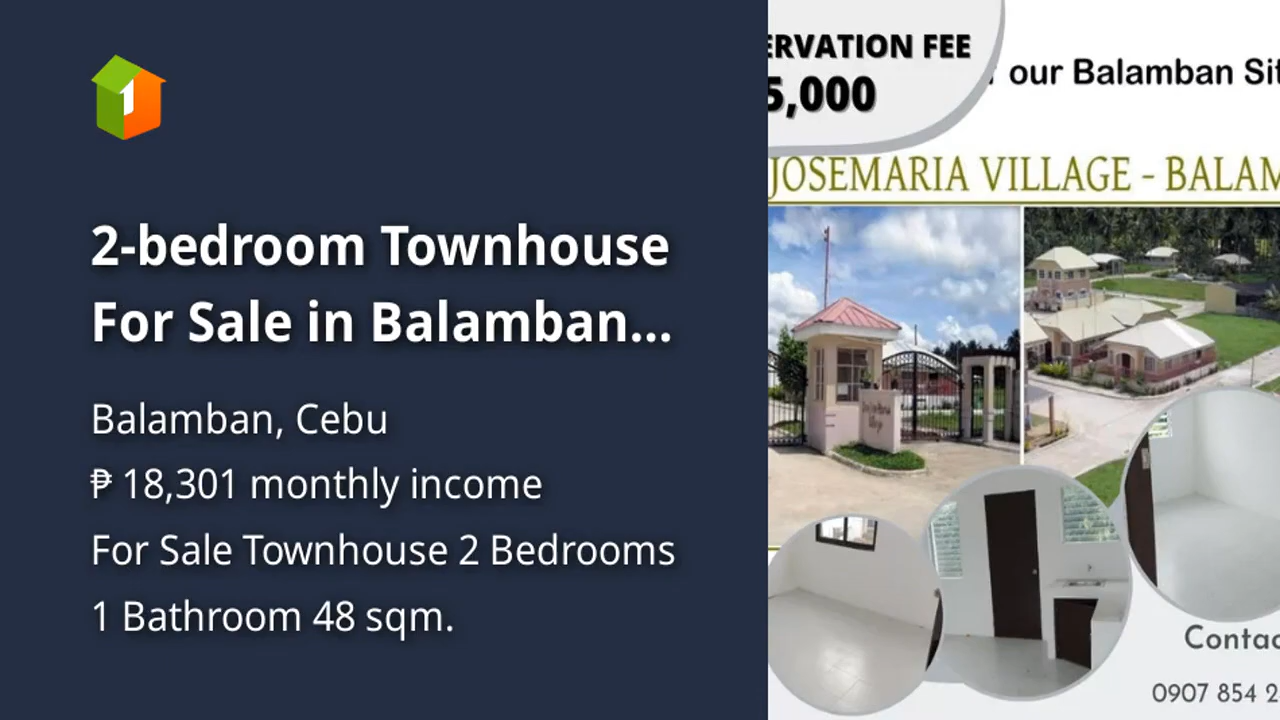 2-bedroom Townhouse
For Sale in Balamban...
Balamban, Cebu
₱ 18,301 monthly income
For Sale Townhouse 2 Bedrooms
1 Bathroom 48 sqm.
ERVATION FEE
5,000
our Balamban Sit
JOSEMARIA VILLAGE - BALAM
Contac
0907 854 2